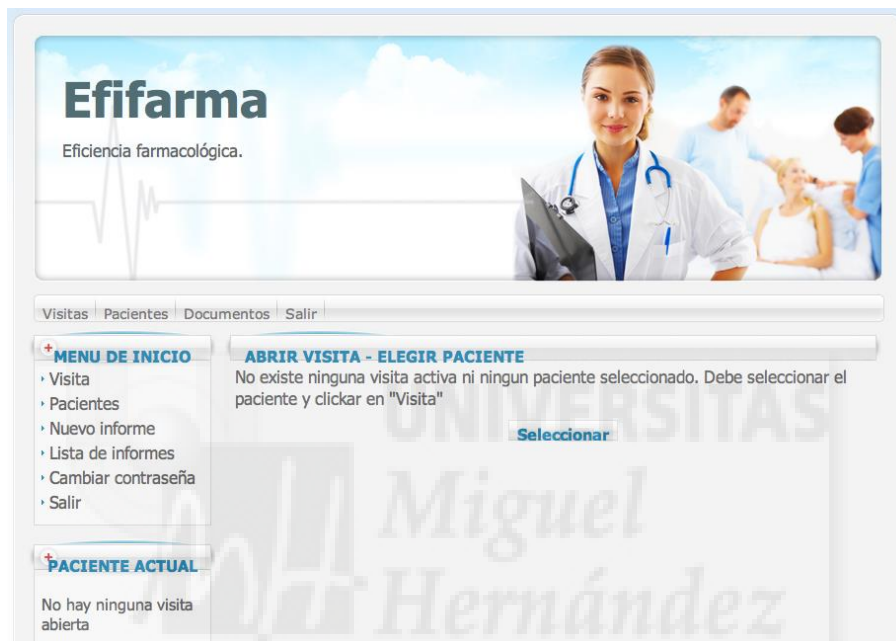 Efifarma
Eficiencia farmacológica.
Visitas Pacientes Documentos Salir
MENU DE INICIO
Visita
Pacientes
Nuevo informe
Lista de informes
Cambiar contraseña
Salir
ABRIR VISITA - ELEGIR PACIENTE
No existe ninguna visita activa ni ningun paciente seleccionado. Debe seleccionar el
paciente y clickar en "Visita"
Seleccionar
UNIVERSITAS
Miguel
Hernández
PACIENTE ACTUAL
No hay ninguna visita
abierta